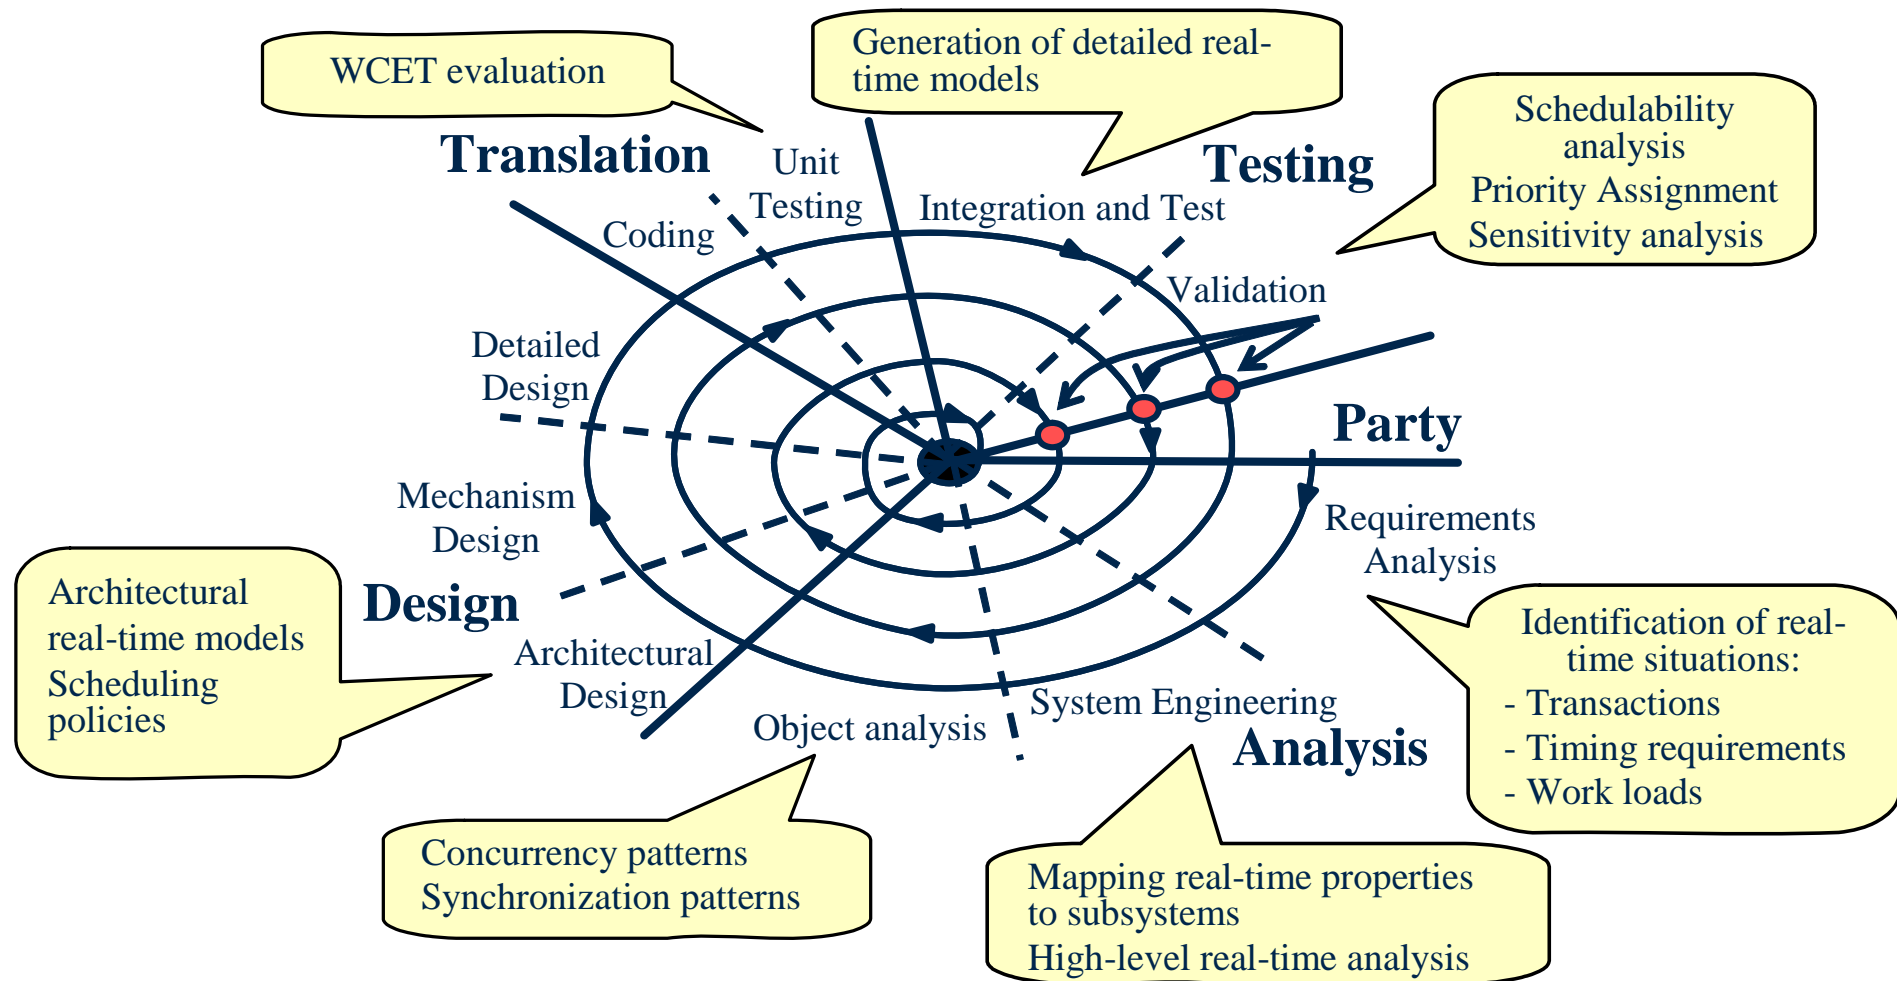 WCET evaluation
Generation of detailed real-
time models
Schedulability
analysis
Priority Assignment
Sensitivity analysis
Translation
Unit
Testing
Testing
Integration and Test
Coding
Validation
Detailed
Design
Party
Mechanism
Design
Requirements
Analysis
Design
Architectural
real-time models
Scheduling
policies
Architectural
Design
Object analysis
System Engineering
Analysis
Identification of real-
time situations:
- Transactions
- Timing requirements
- Work loads
Concurrency patterns
Synchronization patterns
Mapping real-time properties
to subsystems
High-level real-time analysis